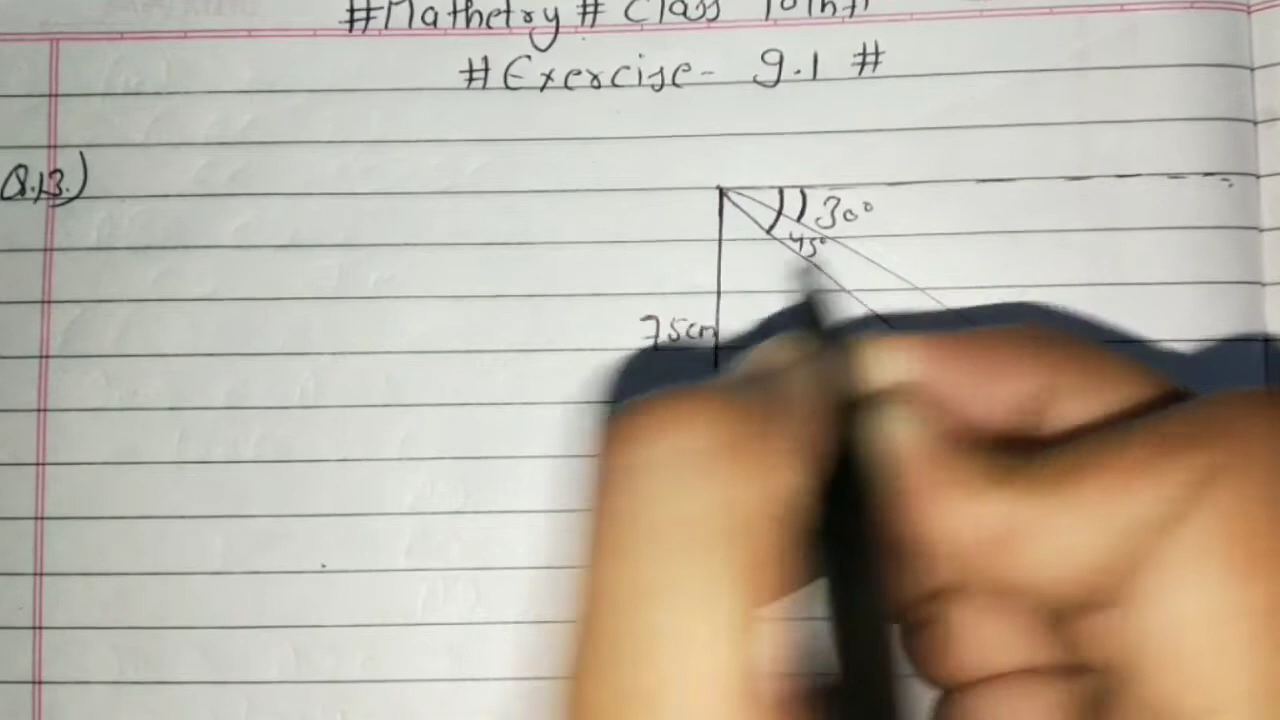 #Mathetry # Class 10th #
#Exercise- 9.1 #
Q.13.)
30°
45°
75cm